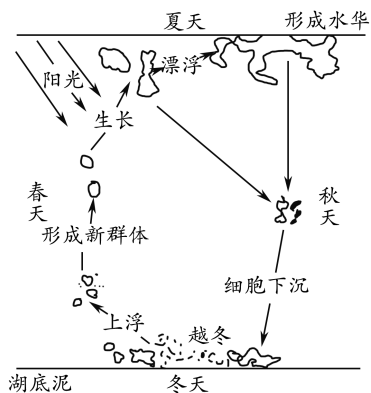 夏天
形成水华
阳光
漂浮
生长
春天
秋天
形成新群体
细胞下沉
上浮
越冬
湖底泥
冬天